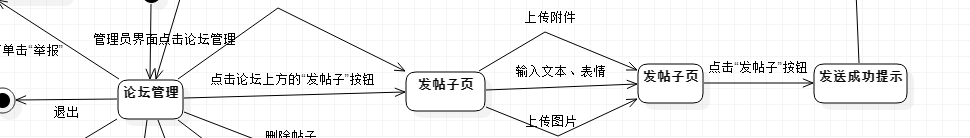 上传附件
管理员界面点击论坛管理
单击“举报”
输入文本、表情
点击“发帖子”按钮
点击论坛上方的“发帖子”按钮
论坛管理
发帖子页
发帖子页
发送成功提示
退出
上传图片
删除帖子